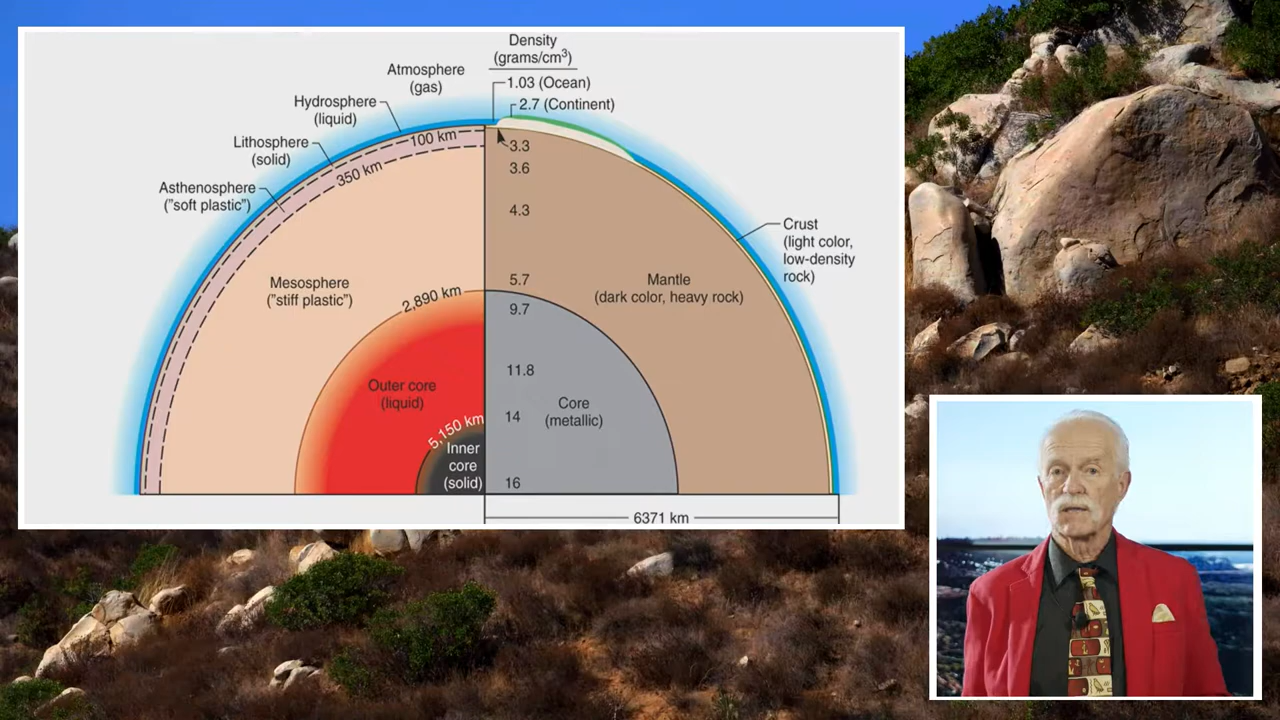 Density
(grams/cm³)
Atmosphere
(gas)
1.03 (Ocean)
Hydrosphere
(liquid)
2.7 (Continent)
Lithosphere
(solid)
100 km
3.3
350 km
3.6
Asthenosphere
("soft plastic")
4.3
Crust
(light color,
low-density
rock)
Mesosphere
("stiff plastic")
5.7
Mantle
(dark color, heavy rock)
2,890 km
9.7
11.8
Outer core
(liquid)
14
Core
(metallic)
5,150 km
Inner
core
(solid)
16
6371 km